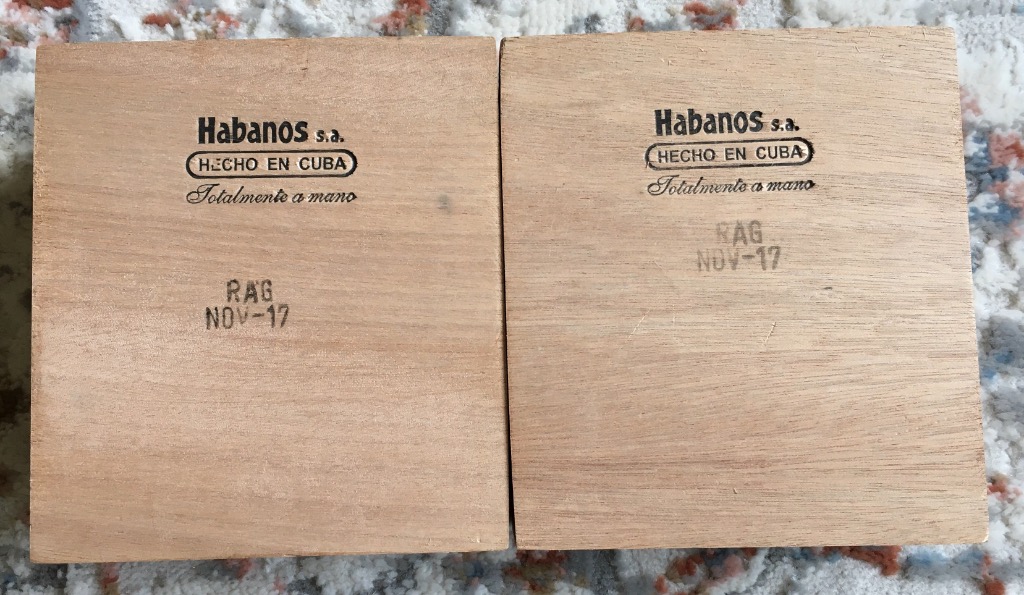 Habanos s.a.
HECHO EN CUBA
Totalmente a mano
RAG
NOV-17
Habanos s.a.
HECHO EN CUBA
Totalmente a mano
RAG
NOV-17